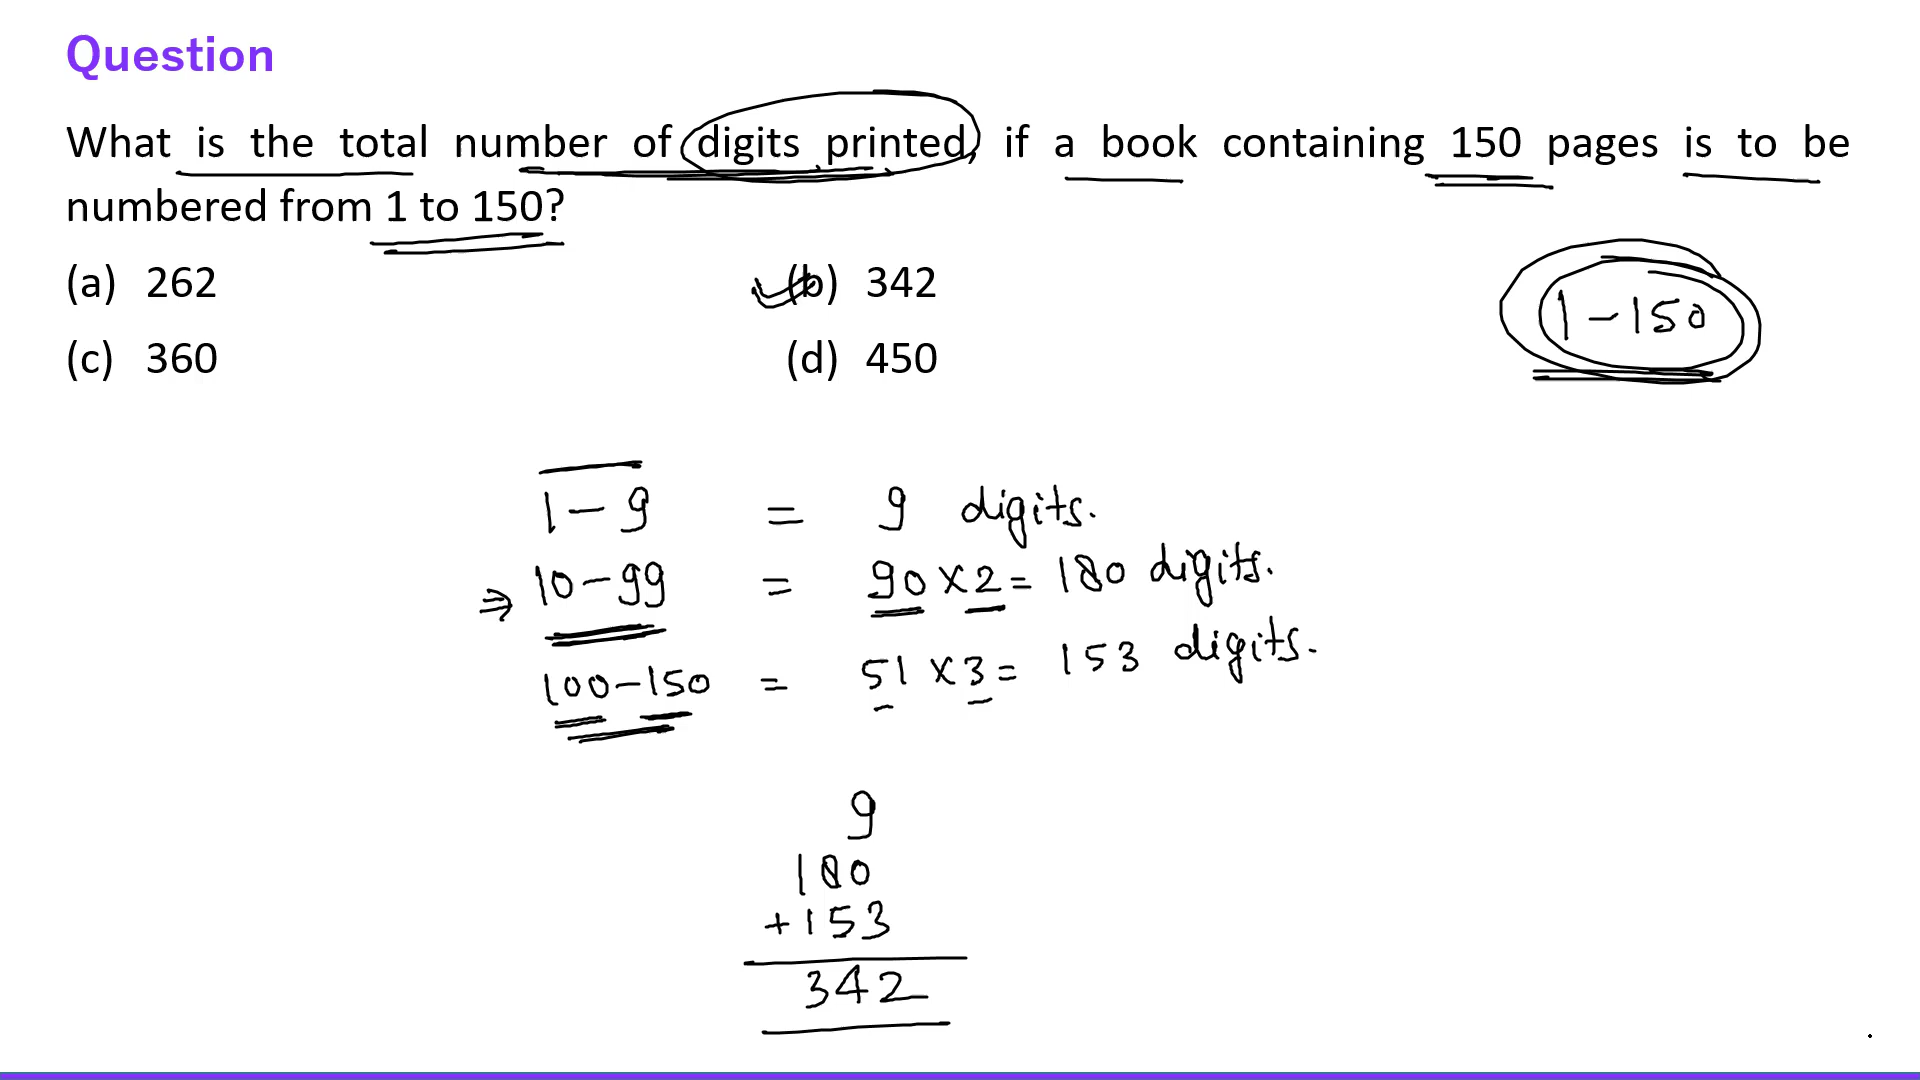 Question
What is the total number of digits printed, if a book containing 150 pages is to be
numbered from 1 to 150?
(a) 262
(b) 342
(c) 360
(d) 450
1 - 150
1 - 9 = 9 digits.
⇒ 10 - 99 = 90 × 2 = 180 digits.
100 - 150 = 51 × 3 = 153 digits.
9
180
+ 153
342